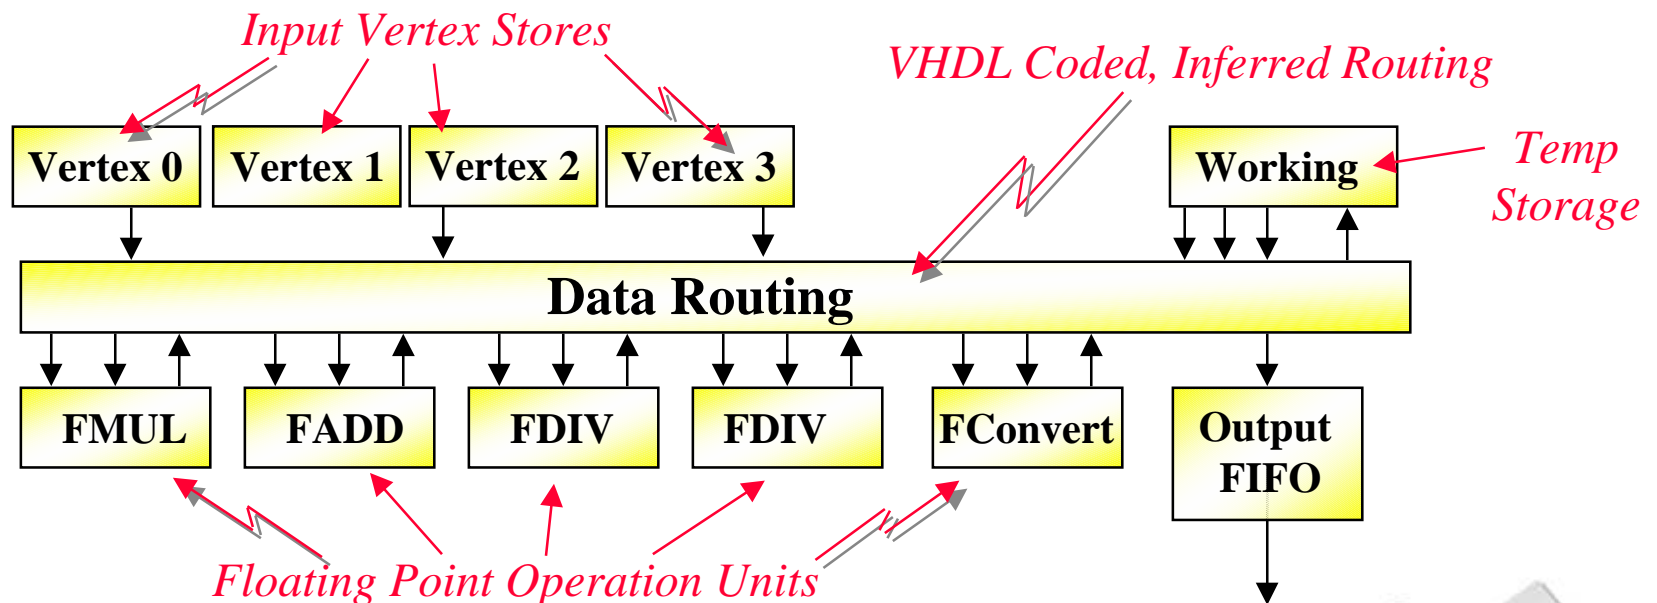 Input Vertex Stores
VHDL Coded, Inferred Routing
Vertex 0
Vertex 1
Vertex 2
Vertex 3
Working
Temp
Storage
Data Routing
FMUL
FADD
FDIV
FDIV
FConvert
Output
FIFO
Floating Point Operation Units